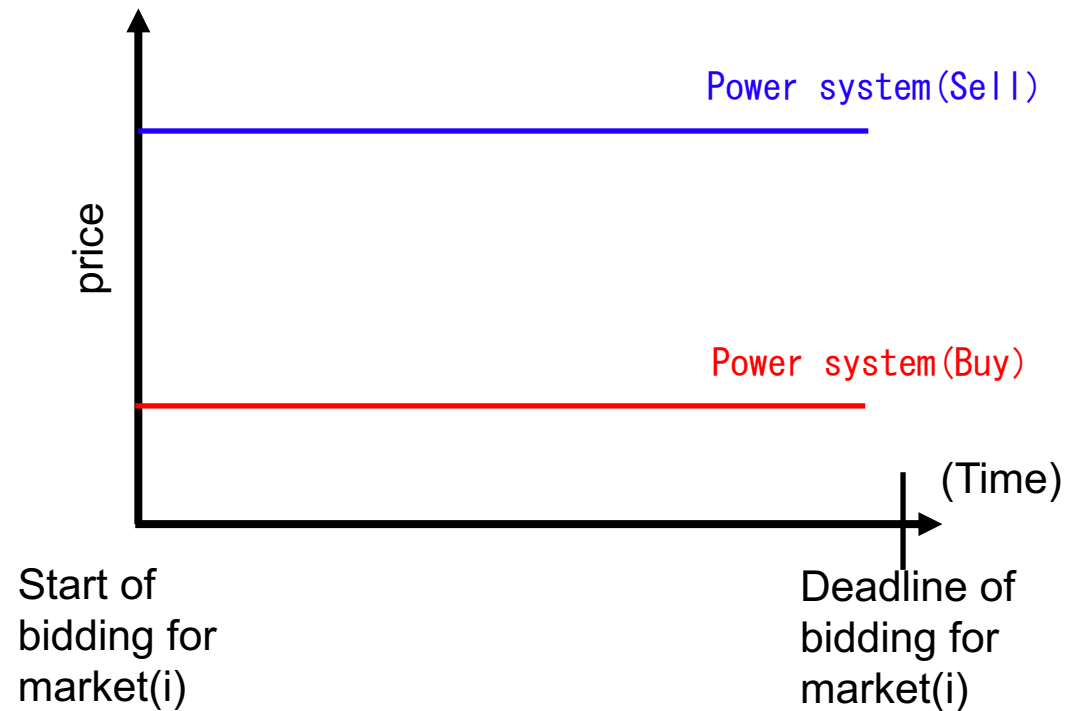 Power system(Sell)
price
Power system(Buy)
(Time)
Start of
bidding for
market(i)
Deadline of
bidding for
market(i)